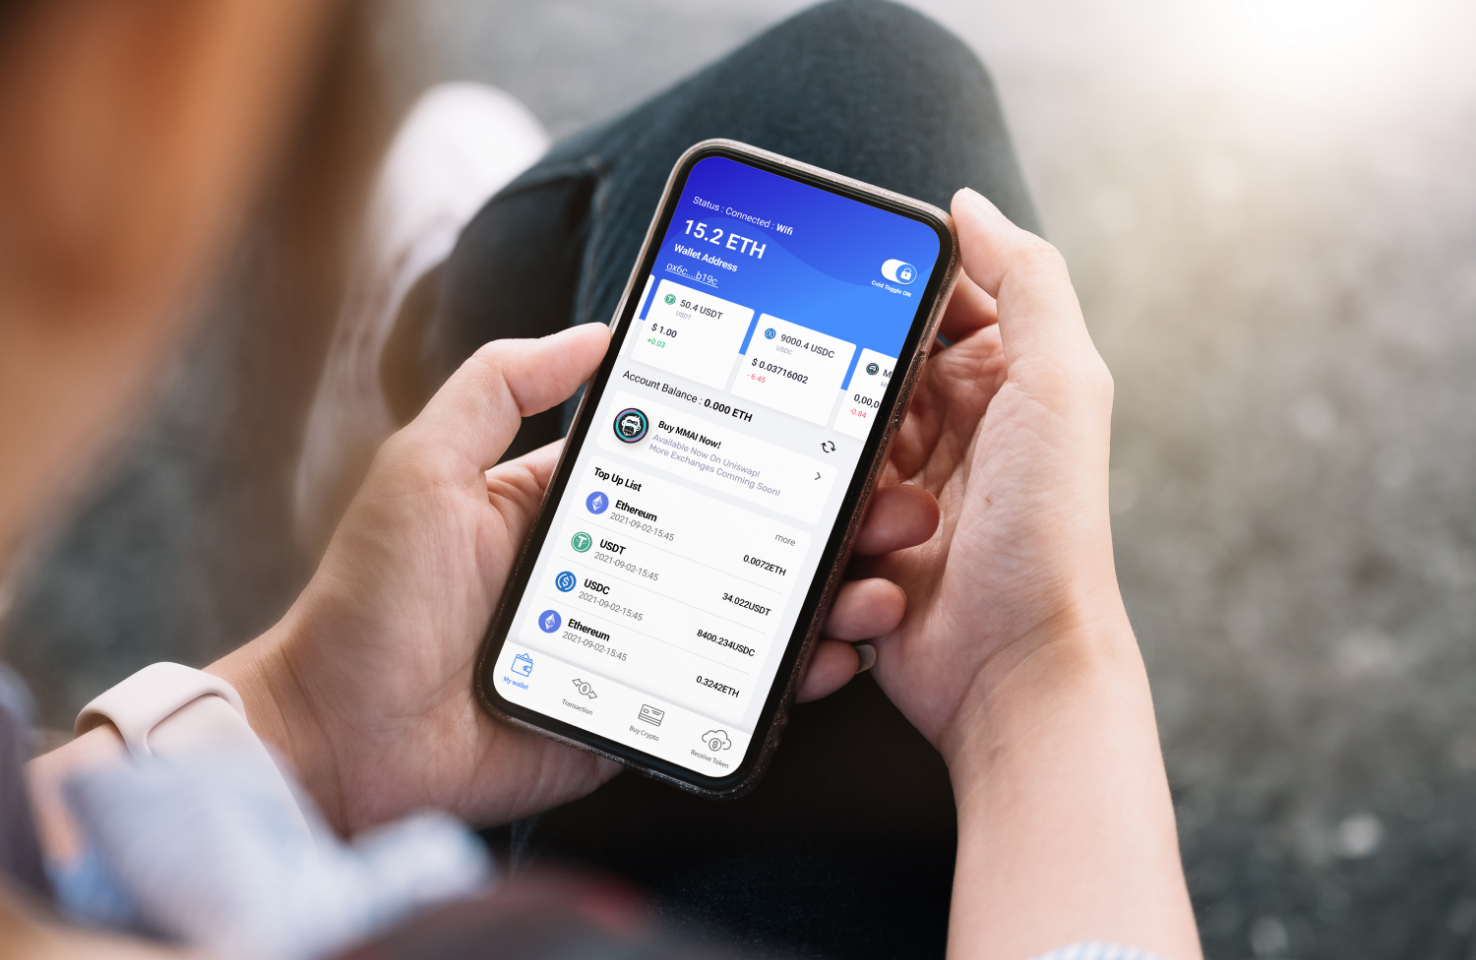 Status : Connected : Wifi
15.2 ETH
Wallet Address
ox6c....b19c
Cold Toggle ON
50.4 USDT
USDT
$ 1.00
+0.03
9000.4 USDC
USDC
$ 0.03716002
- 6.45
0,00,0
-0.84
Account Balance : 0.000 ETH
Buy MMAI Now!
Available Now On Uniswap!
More Exchanges Comming Soon!
Top Up List
more
Ethereum
2021-09-02-15:45
0.0072ETH
USDT
2021-09-02-15:45
34.022USDT
USDC
2021-09-02-15:45
8400.234USDC
Ethereum
2021-09-02-15:45
0.3242ETH
My wallet
Transaction
Buy Crypto
Receive Token